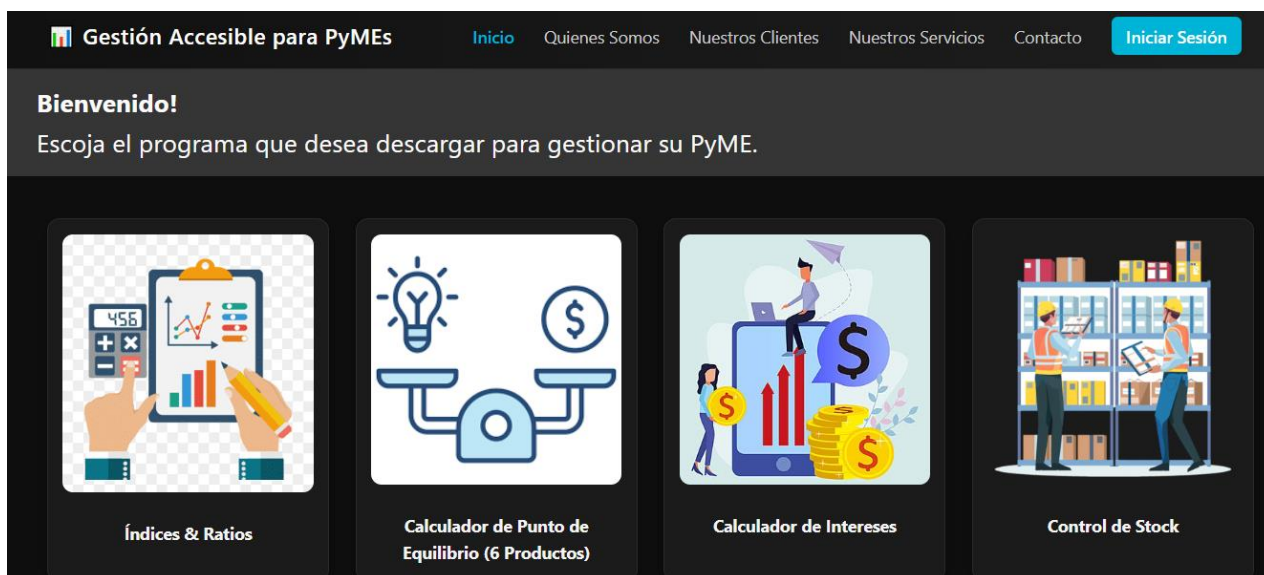 Gestión Accesible para PyMEs
Inicio
Quienes Somos
Nuestros Clientes
Nuestros Servicios
Contacto
Iniciar Sesión
Bienvenido!
Escoja el programa que desea descargar para gestionar su PyME.
456
$
$
$
$
$
Índices & Ratios
Calculador de Punto de
Equilibrio (6 Productos)
Calculador de Intereses
Control de Stock